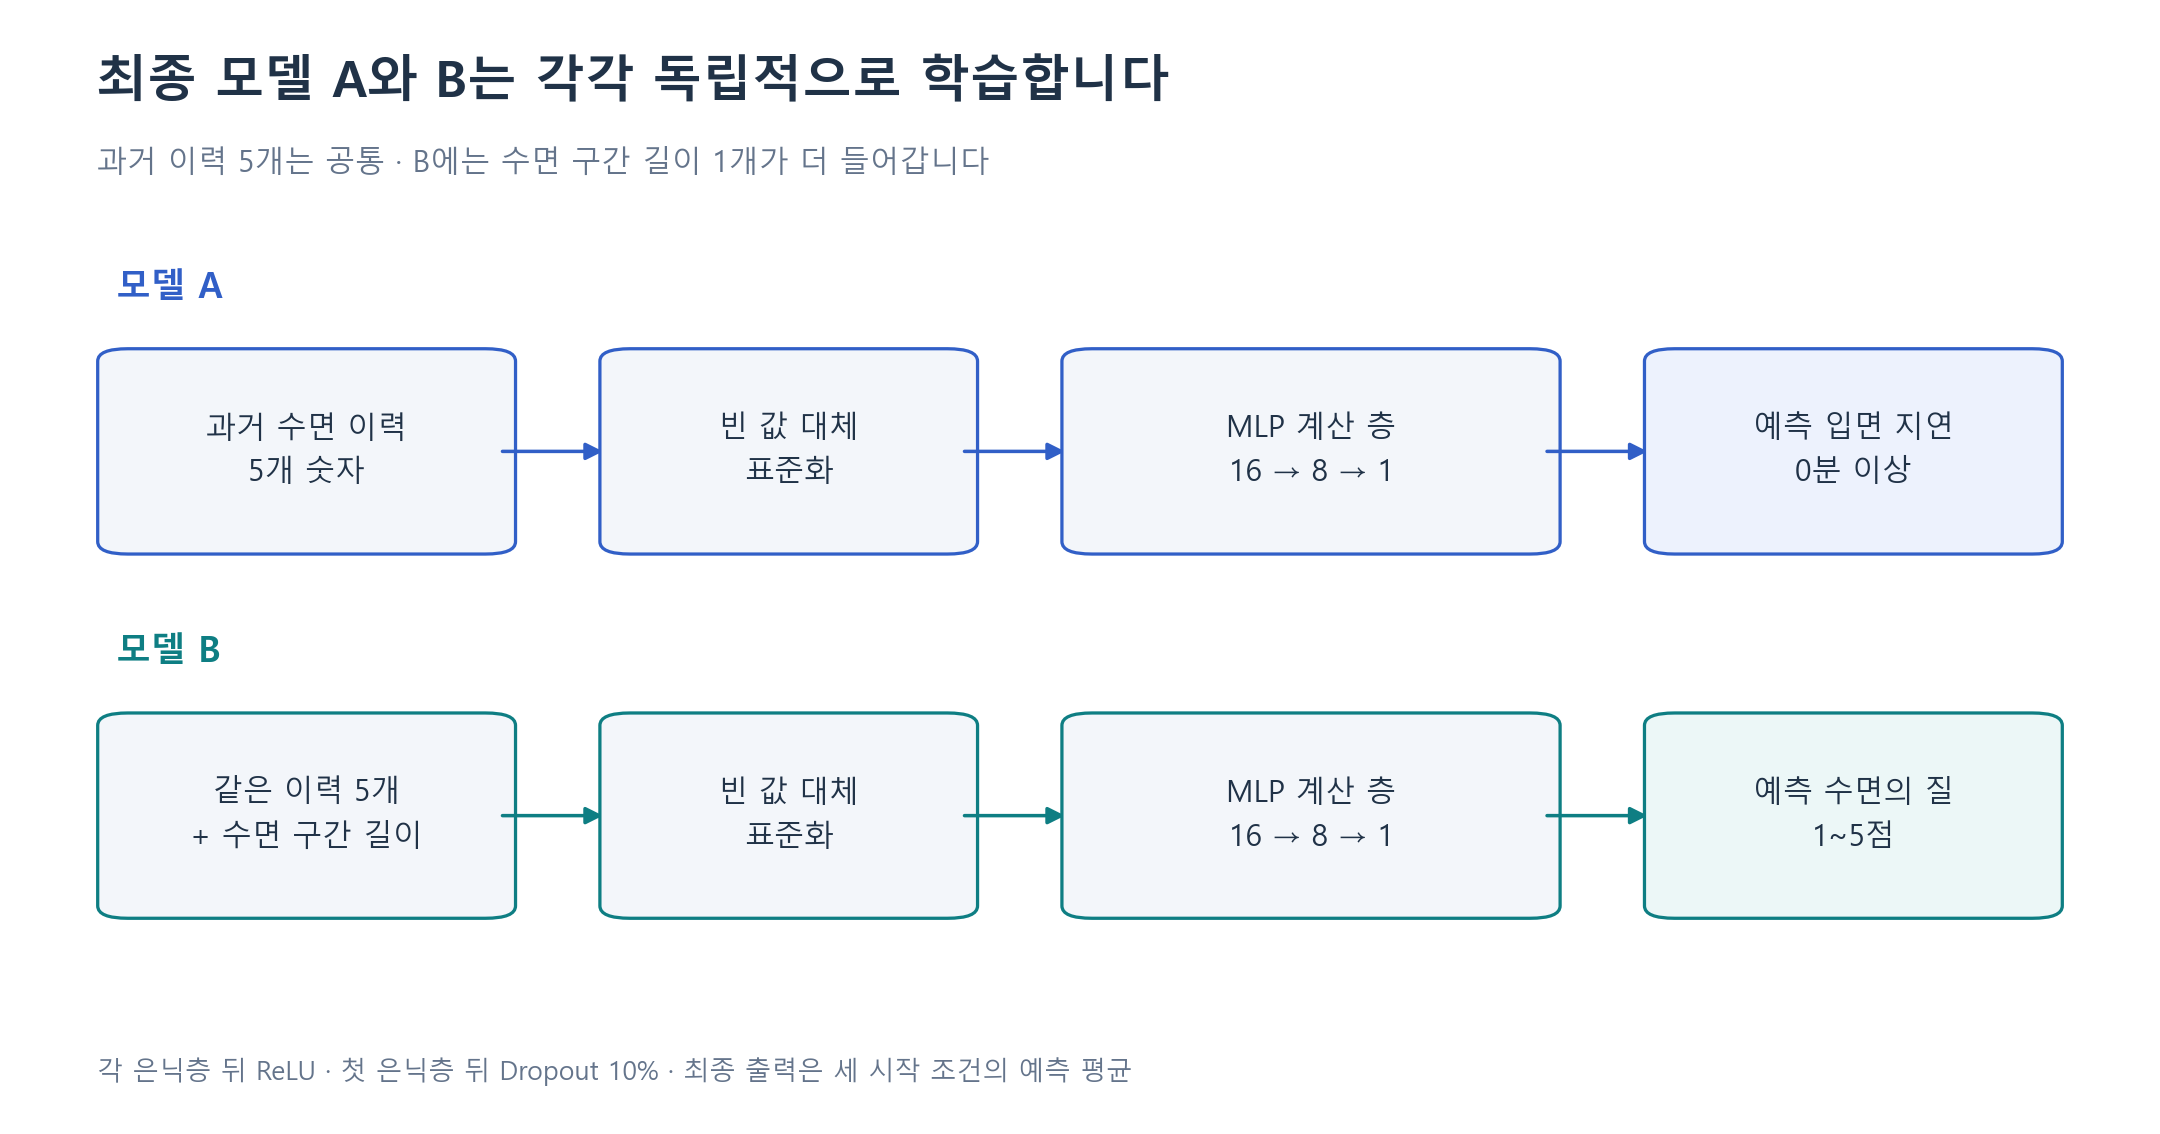 최종 모델 A와 B는 각각 독립적으로 학습합니다
과거 이력 5개는 공통 · B에는 수면 구간 길이 1개가 더 들어갑니다
모델 A
과거 수면 이력
5개 숫자
빈 값 대체
표준화
MLP 계산 층
16 → 8 → 1
예측 입면 지연
0분 이상
모델 B
같은 이력 5개
+ 수면 구간 길이
빈 값 대체
표준화
MLP 계산 층
16 → 8 → 1
예측 수면의 질
1~5점
각 은닉층 뒤 ReLU · 첫 은닉층 뒤 Dropout 10% · 최종 출력은 세 시작 조건의 예측 평균